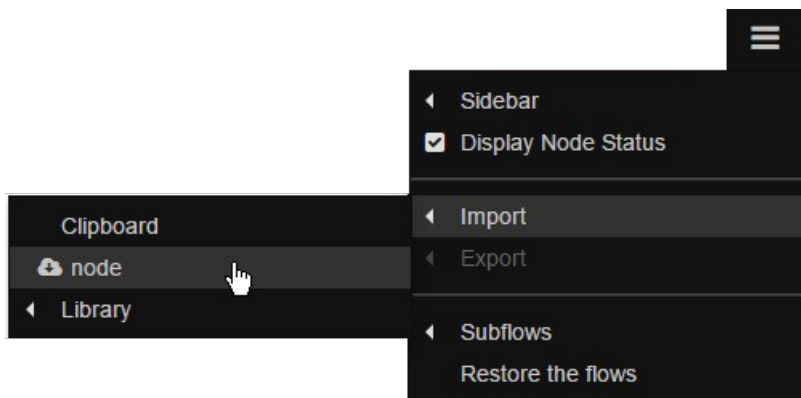 Sidebar
Display Node Status
Import
Export
Clipboard
node
Library
Subflows
Restore the flows